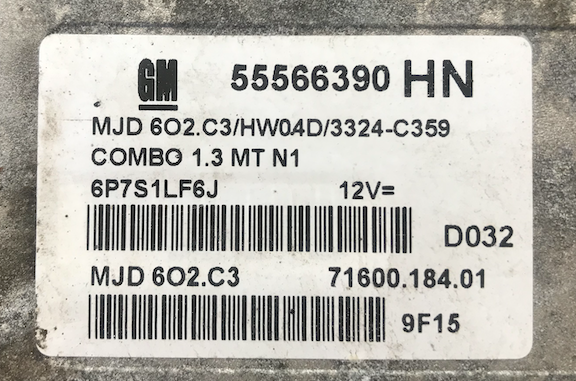 GM 55566390 HN
MJD 6O2.C3/HW04D/3324-C359
COMBO 1.3 MT N1
6P7S1LF6J 12V=
D032
MJD 6O2.C3 71600.184.01
9F15